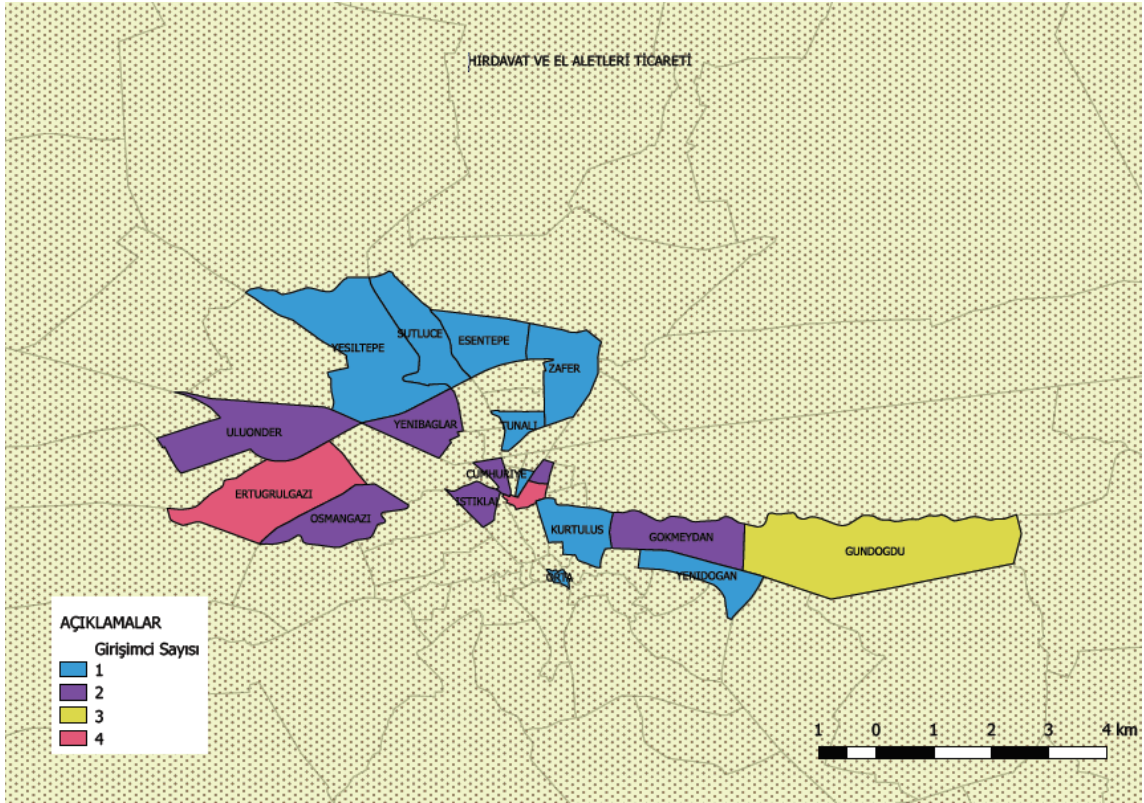 HIRDAVAT VE EL ALETLERİ TİCARETİ
SUTLUCE
ESENTEPE
YESILTEPE
ZAFER
TUNALI
YENIBAGLAR
ULUONDER
CUMHURIYE
ERTUGRULGAZI
ISTIKLAL
OSMANGAZI
KURTULUS
GOKMEYDAN
GUNDOGDU
YENIDOGAN
ORTA
AÇIKLAMALAR
Girişimci Sayısı
1
2
3
4
1 0 1 2 3 4 km